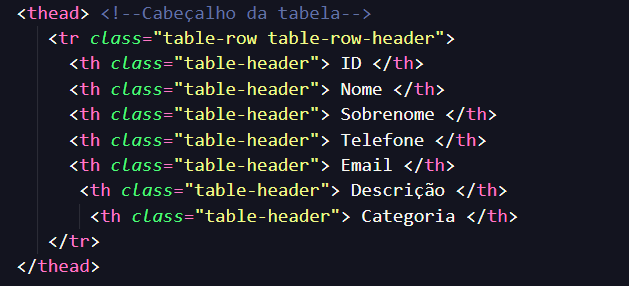 <thead> <!--Cabeçalho da tabela-->
<tr class="table-row table-row-header">
<th class="table-header"> ID </th>
<th class="table-header"> Nome </th>
<th class="table-header"> Sobrenome </th>
<th class="table-header"> Telefone </th>
<th class="table-header"> Email </th>
<th class="table-header"> Descrição </th>
<th class="table-header"> Categoria </th>
</tr>
</thead>